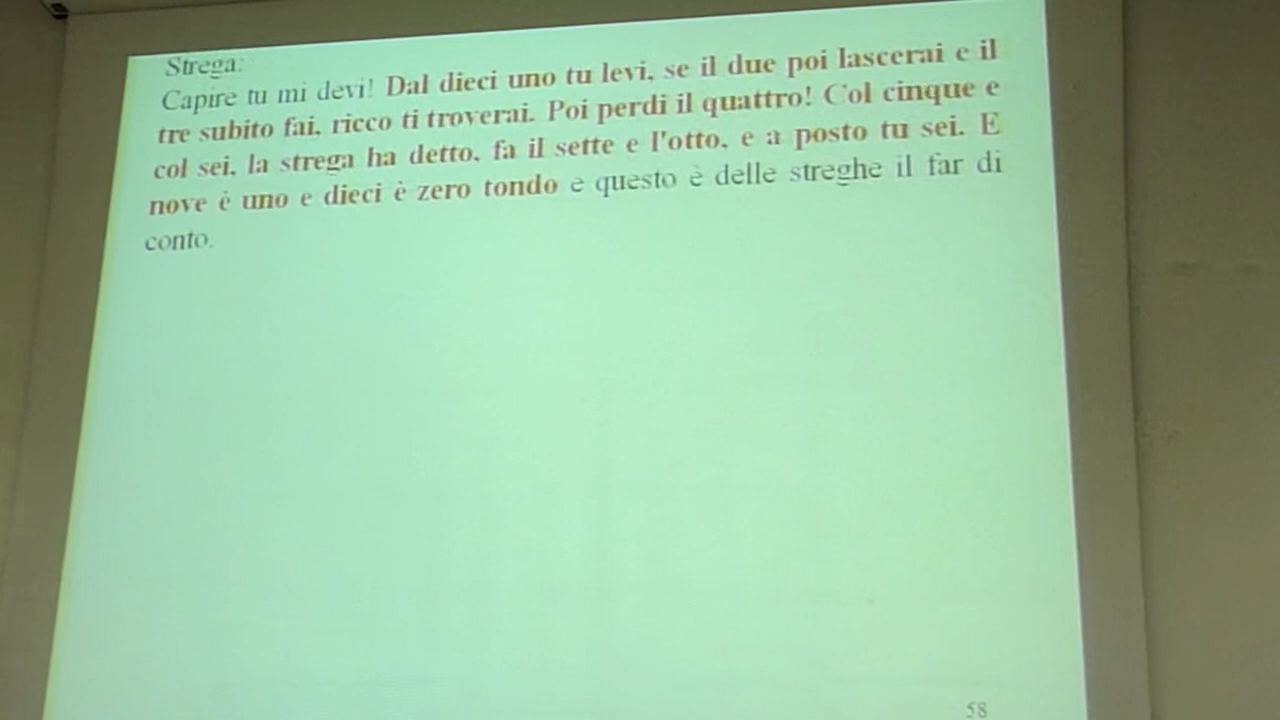 Strega:
Capire tu mi devi! Dal dieci uno tu levi, se il due poi lascerai e il
tre subito fai, ricco ti troverai. Poi perdi il quattro! Col cinque e
col sei, la strega ha detto, fa il sette e l'otto, e a posto tu sei. E
nove è uno e dieci è zero tondo e questo è delle streghe il far di
conto.
58